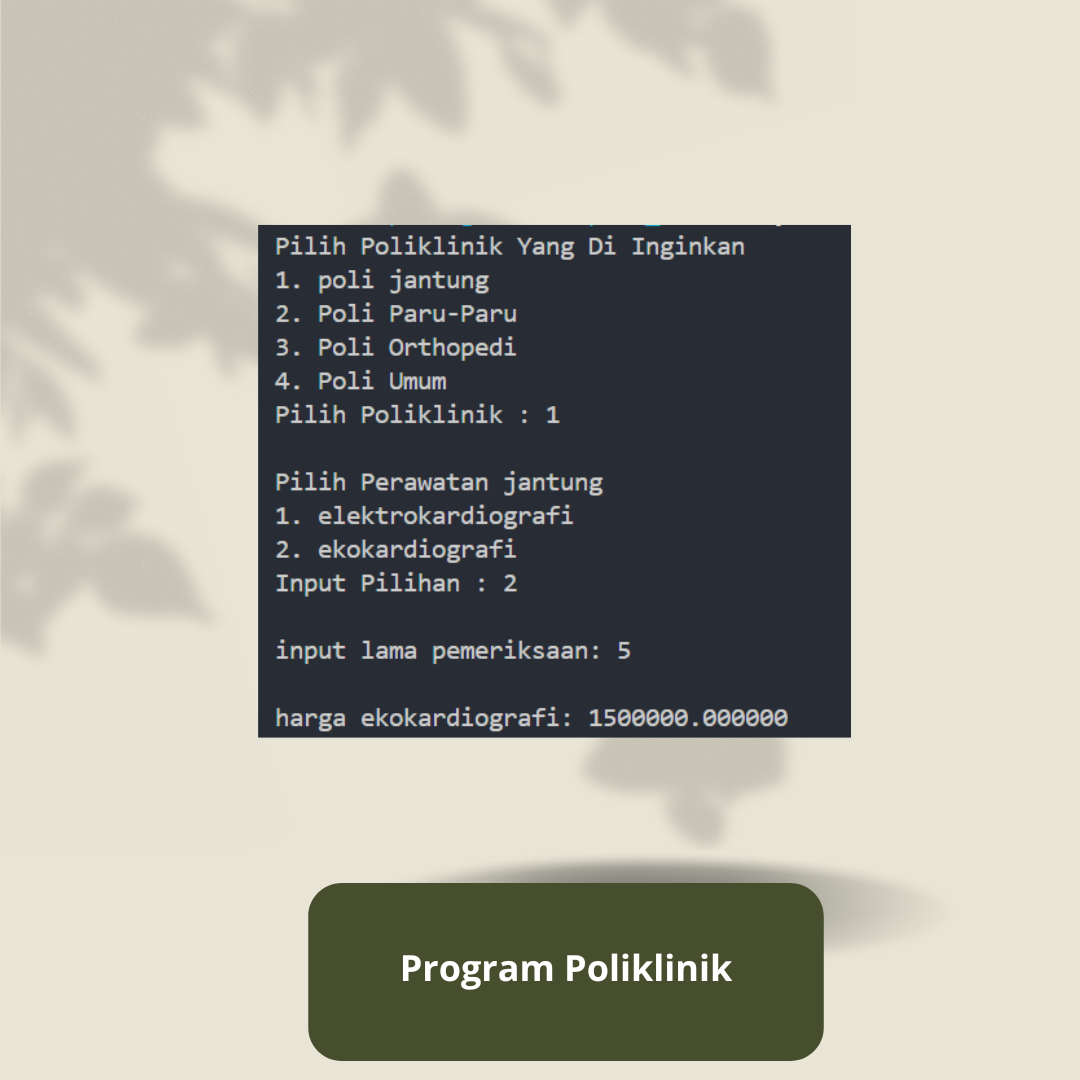 Pilih Poliklinik Yang Di Inginkan
1. poli jantung
2. Poli Paru-Paru
3. Poli Orthopedi
4. Poli Umum
Pilih Poliklinik : 1
Pilih Perawatan jantung
1. elektrokardiografi
2. ekokardiografi
Input Pilihan : 2
input lama pemeriksaan: 5
harga ekokardiografi: 1500000.000000
Program Poliklinik